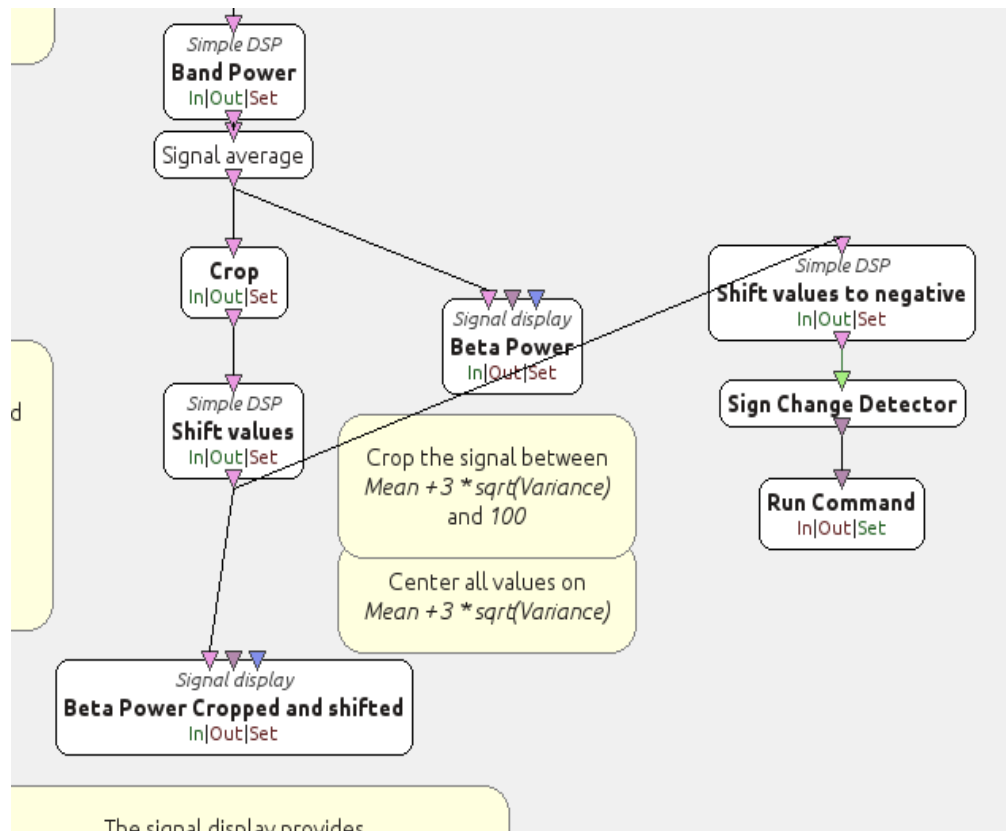 Simple DSP
Band Power
In|Out|Set
Signal average
Crop
In|Out|Set
Simple DSP
Shift values to negative
In|Out|Set
Signal display
Beta Power
In|Out|Set
Sign Change Detector
Simple DSP
Shift values
In|Out|Set
d
Crop the signal between
Mean +3 * sqrt(Variance)
and 100
Run Command
In|Out|Set
Center all values on
Mean +3 * sqrt(Variance)
Signal display
Beta Power Cropped and shifted
In|Out|Set
The signal display provides